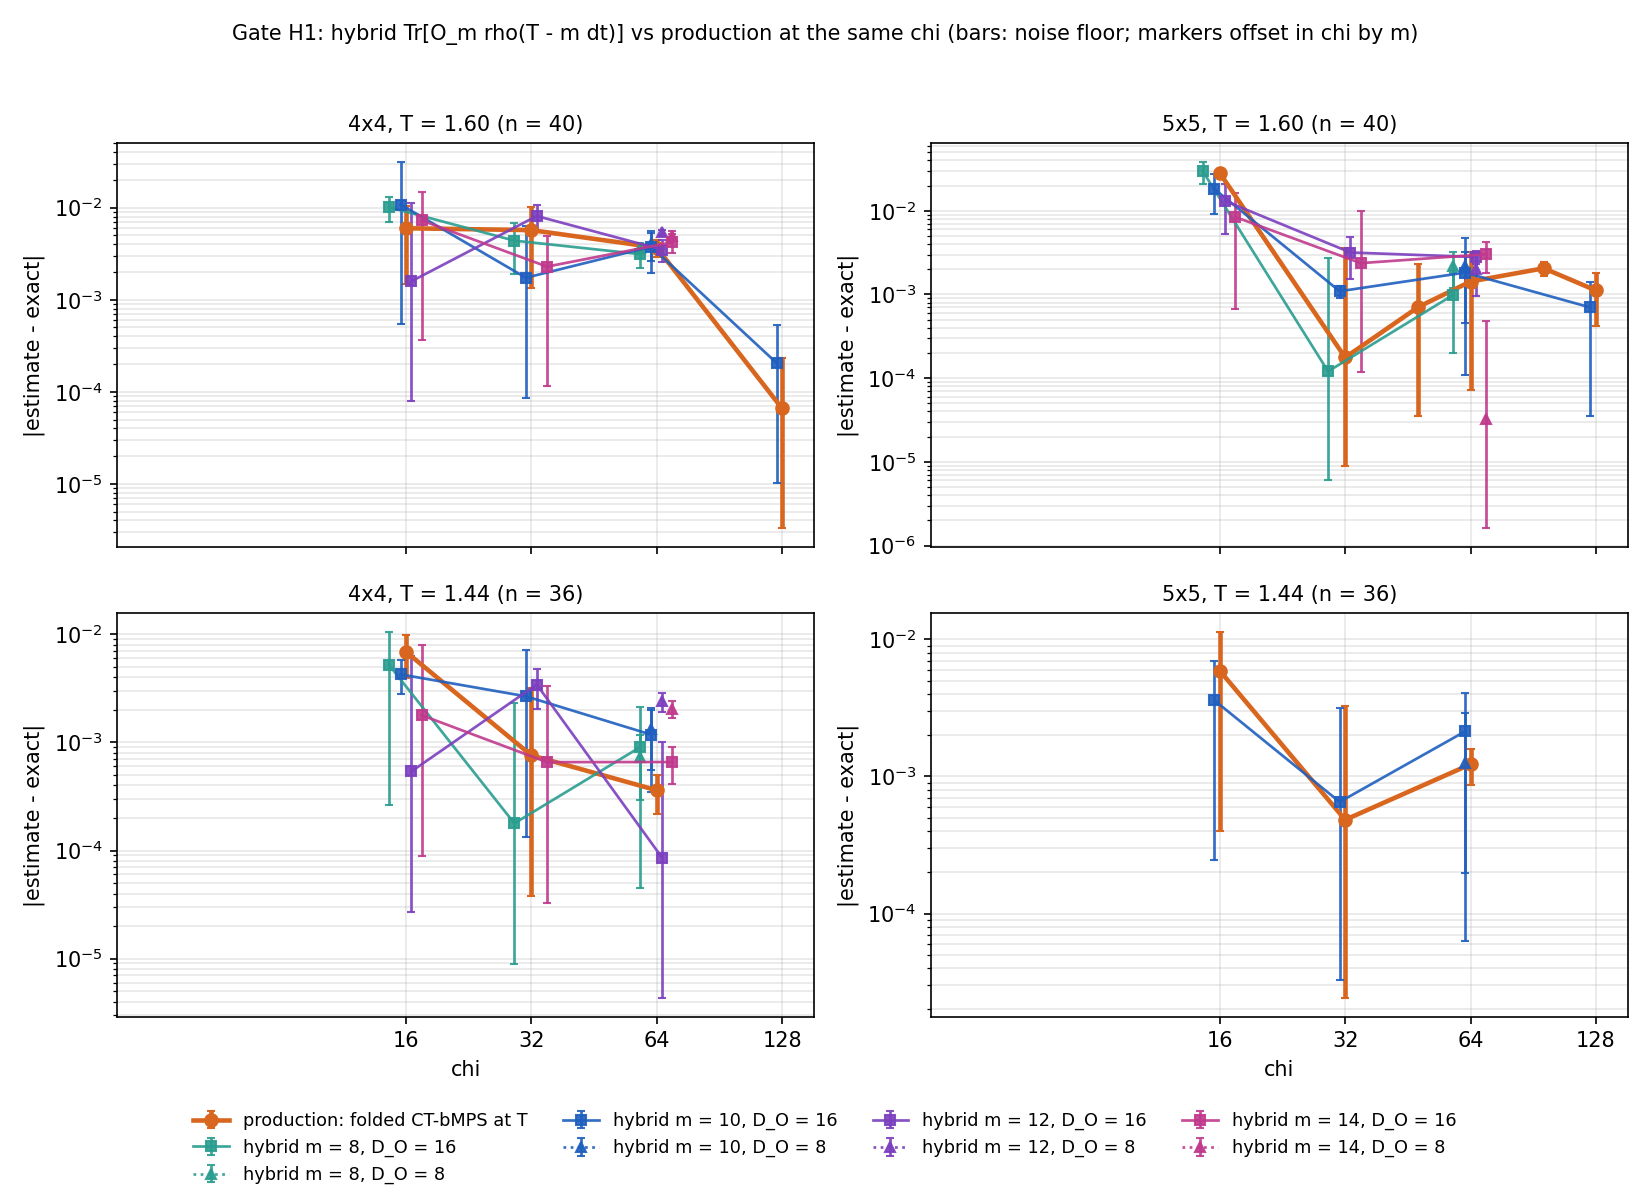 Gate H1: hybrid Tr[O_m rho(T - m dt)] vs production at the same chi (bars: noise floor; markers offset in chi by m)
4x4, T = 1.60 (n = 40)
|estimate - exact|
10⁻²
10⁻³
10⁻⁴
10⁻⁵
5x5, T = 1.60 (n = 40)
|estimate - exact|
10⁻²
10⁻³
10⁻⁴
10⁻⁵
10⁻⁶
4x4, T = 1.44 (n = 36)
|estimate - exact|
10⁻²
10⁻³
10⁻⁴
10⁻⁵
16 32 64 128
chi
5x5, T = 1.44 (n = 36)
|estimate - exact|
10⁻²
10⁻³
10⁻⁴
16 32 64 128
chi
production: folded CT-bMPS at T
hybrid m = 8, D_O = 16
hybrid m = 8, D_O = 8
hybrid m = 10, D_O = 16
hybrid m = 10, D_O = 8
hybrid m = 12, D_O = 16
hybrid m = 12, D_O = 8
hybrid m = 14, D_O = 16
hybrid m = 14, D_O = 8